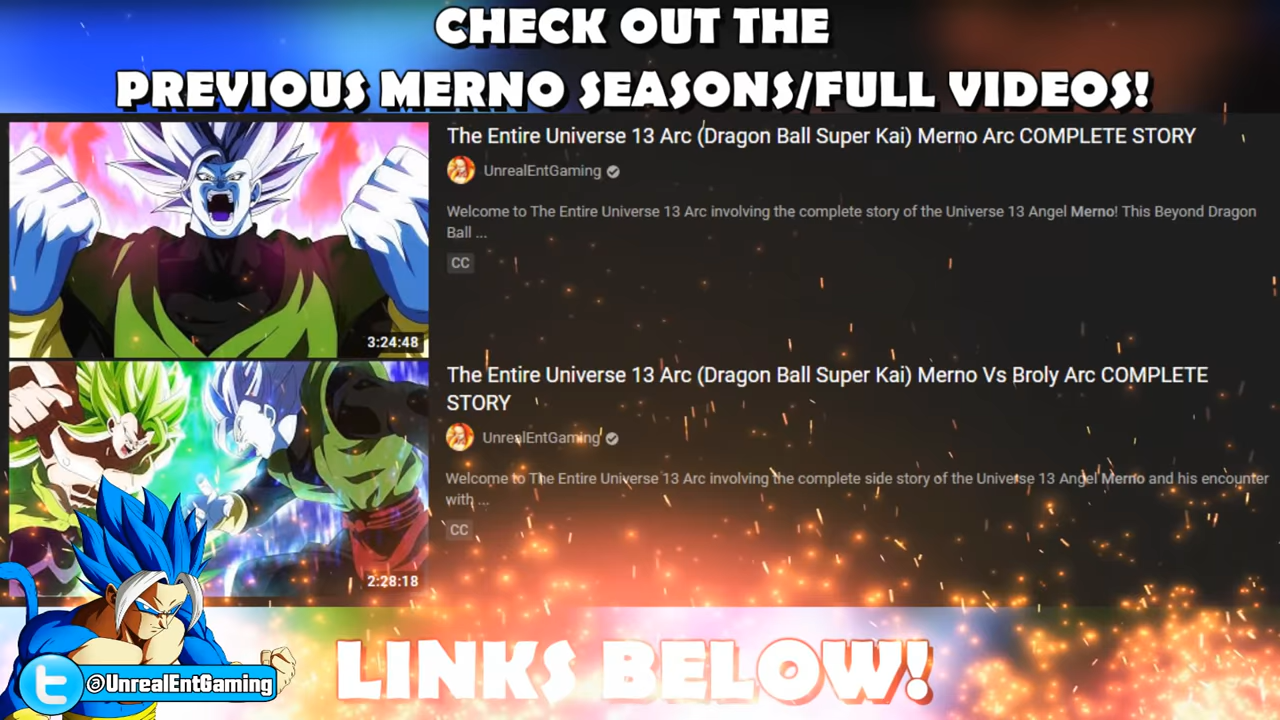 CHECK OUT THE
PREVIOUS MERNO SEASONS/FULL VIDEOS!
The Entire Universe 13 Arc (Dragon Ball Super Kai) Merno Arc COMPLETE STORY
UnrealEntGaming
Welcome to The Entire Universe 13 Arc involving the complete story of the Universe 13 Angel Merno! This Beyond Dragon
Ball ...
CC
3:24:48
The Entire Universe 13 Arc (Dragon Ball Super Kai) Merno Vs Broly Arc COMPLETE
STORY
UnrealEntGaming
Welcome to The Entire Universe 13 Arc involving the complete side story of the Universe 13 Angel Merno and his encounter
with ...
CC
2:28:18
@UnrealEntGaming
LINKS BELOW!